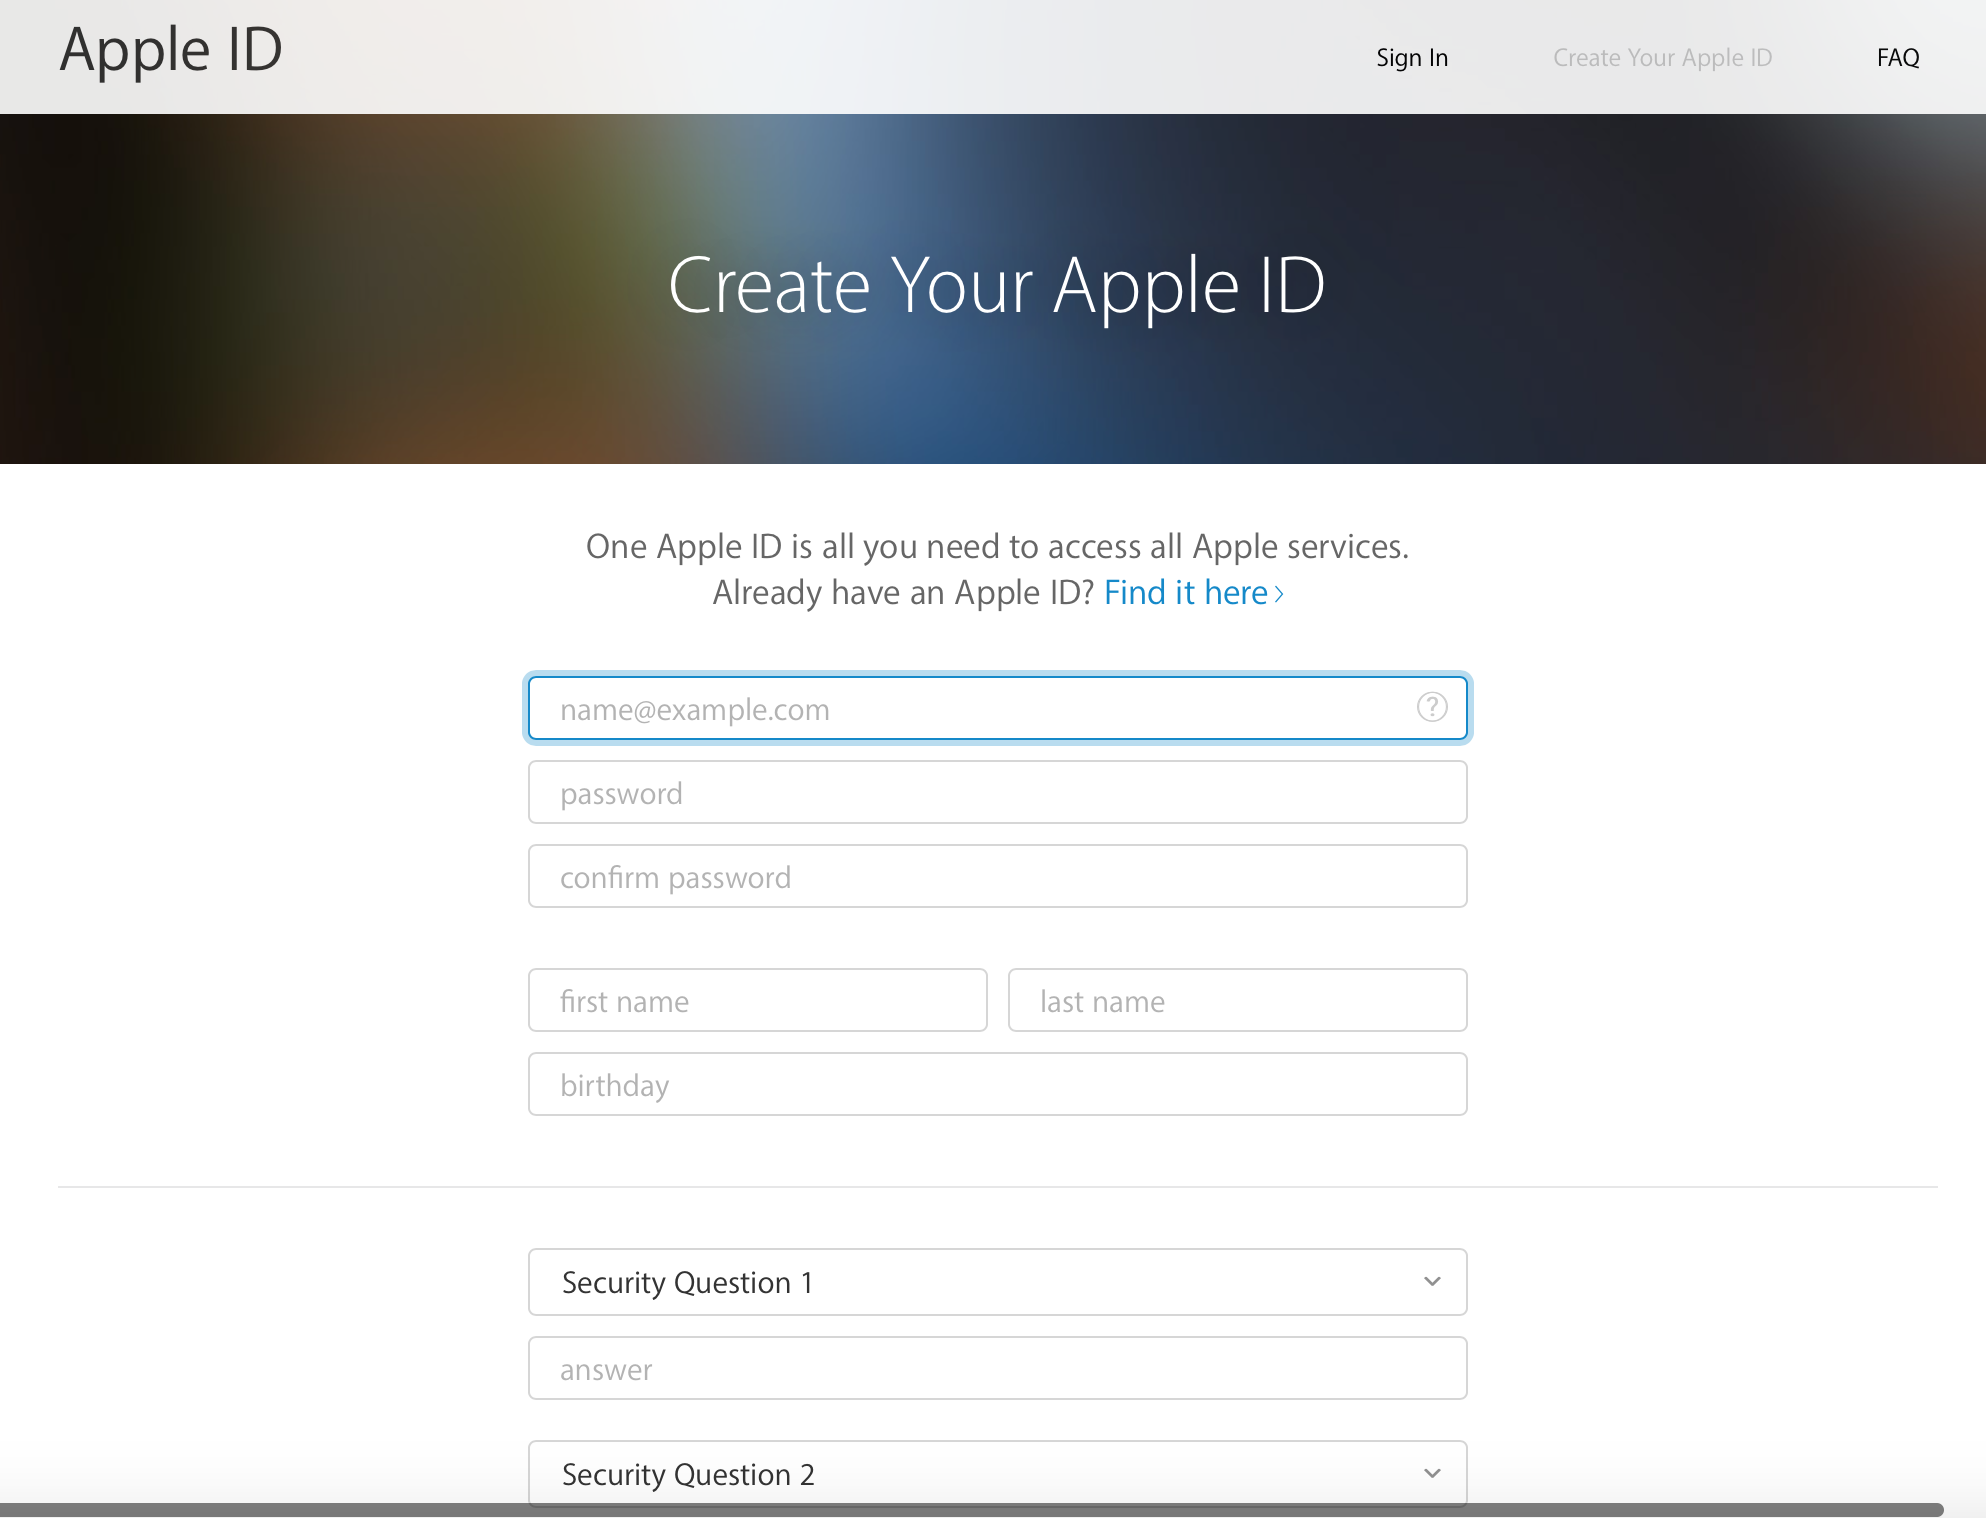 Apple ID
Sign In
Create Your Apple ID
FAQ
Create Your Apple ID
One Apple ID is all you need to access all Apple services.
Already have an Apple ID? Find it here ›
name@example.com
?
password
confirm password
first name
last name
birthday
Security Question 1
answer
Security Question 2